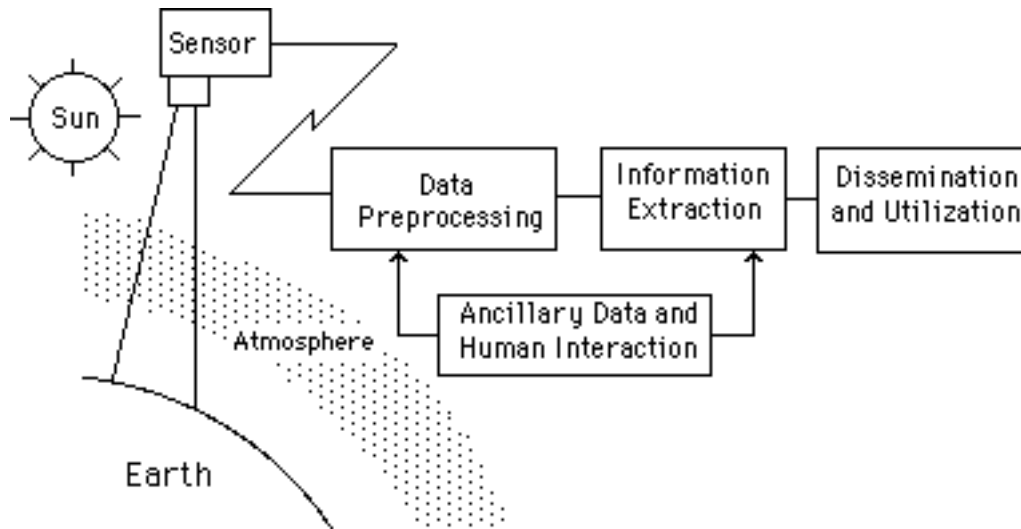 Sensor
Sun
Data
Preprocessing
Information
Extraction
Dissemination
and Utilization
Ancillary Data and
Human Interaction
Atmosphere
Earth